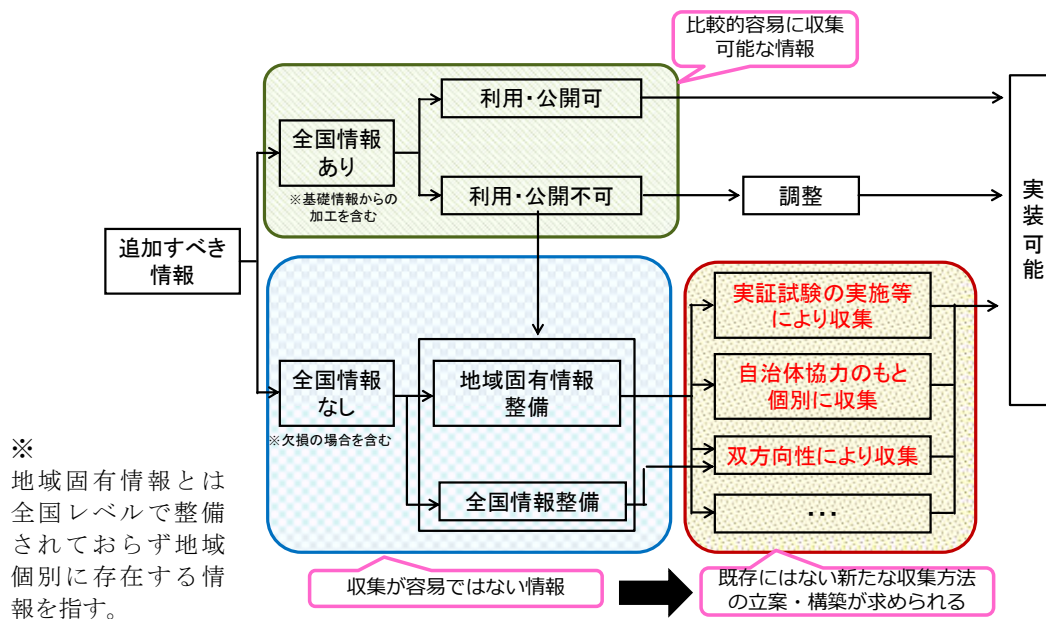 比較的容易に収集
可能な情報
利用・公開可
全国情報
あり
※基礎情報からの
加工を含む
利用・公開不可
調整
実装可能
追加すべき
情報
実証試験の実施等
により収集
自治体協力のもと
個別に収集
双方向性により収集
・・・
全国情報
なし
※欠損の場合を含む
地域固有情報
整備
全国情報整備
※
地域固有情報とは
全国レベルで整備
されておらず地域
個別に存在する情
報を指す。
収集が容易ではない情報
既存にはない新たな収集方法
の立案・構築が求められる